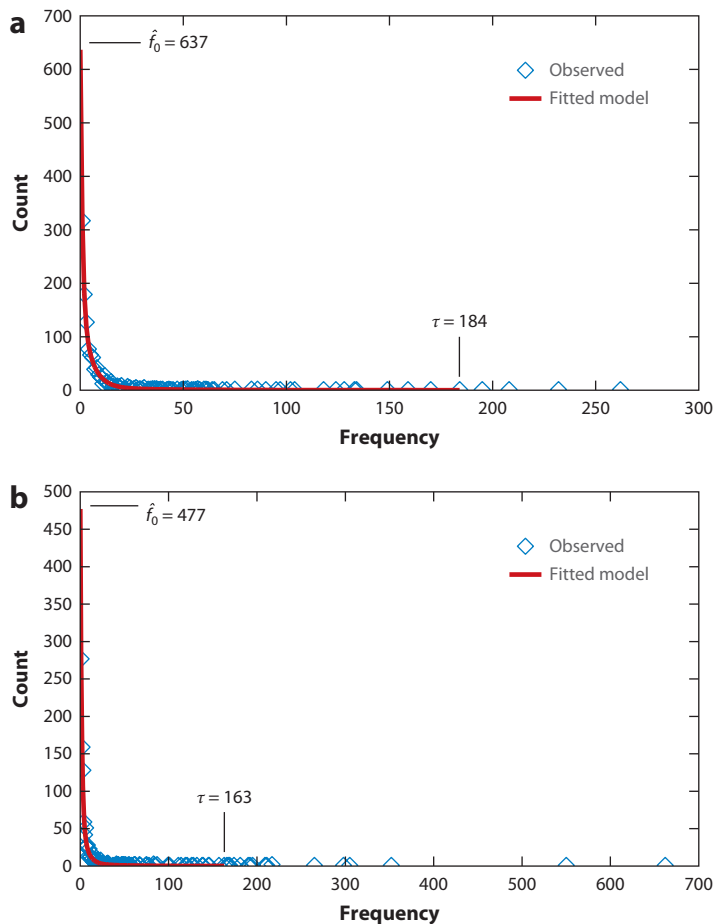 a
700
600
500
400
300
200
100
0
Count
f̂₀ = 637
Observed
Fitted model
τ = 184
0 50 100 150 200 250 300
Frequency
b
500
450
400
350
300
250
200
150
100
50
0
Count
f̂₀ = 477
Observed
Fitted model
τ = 163
0 100 200 300 400 500 600 700
Frequency